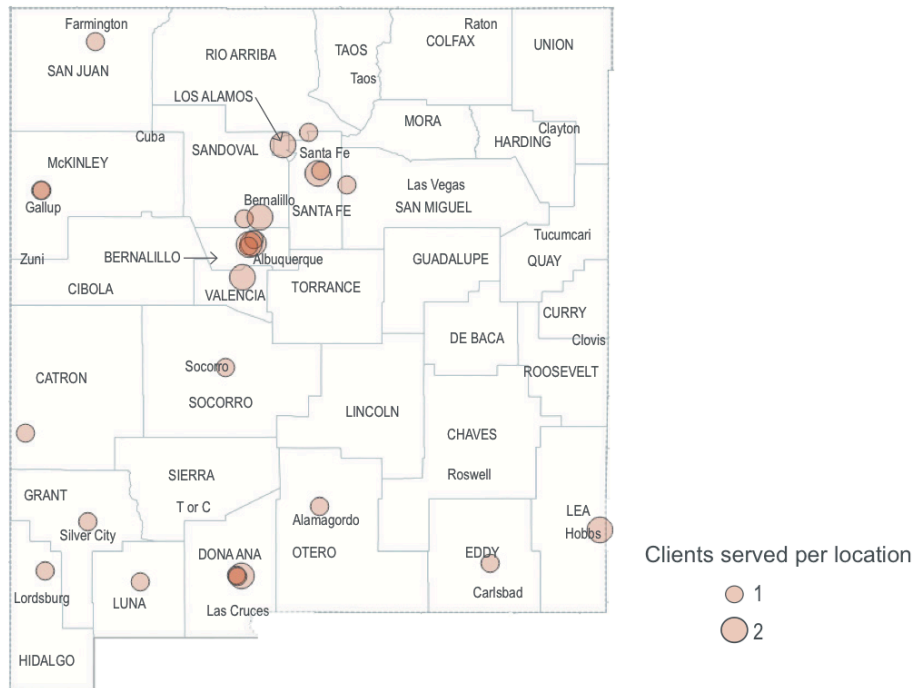 Farmington
Raton
COLFAX
RIO ARRIBA
TAOS
UNION
SAN JUAN
Taos
LOS ALAMOS
MORA
Clayton
Cuba
HARDING
SANDOVAL
Santa Fe
McKINLEY
Las Vegas
Bernalillo
Gallup
SANTA FE
SAN MIGUEL
Tucumcari
Zuni
BERNALILLO
Albuquerque
GUADALUPE
QUAY
CIBOLA
VALENCIA
TORRANCE
CURRY
DE BACA
Clovis
Socorro
ROOSEVELT
CATRON
SOCORRO
LINCOLN
CHAVES
SIERRA
Roswell
GRANT
T or C
LEA
Silver City
Alamagordo
Hobbs
DONA ANA
OTERO
EDDY
Clients served per location
Lordsburg
LUNA
Las Cruces
Carlsbad
1
2
HIDALGO